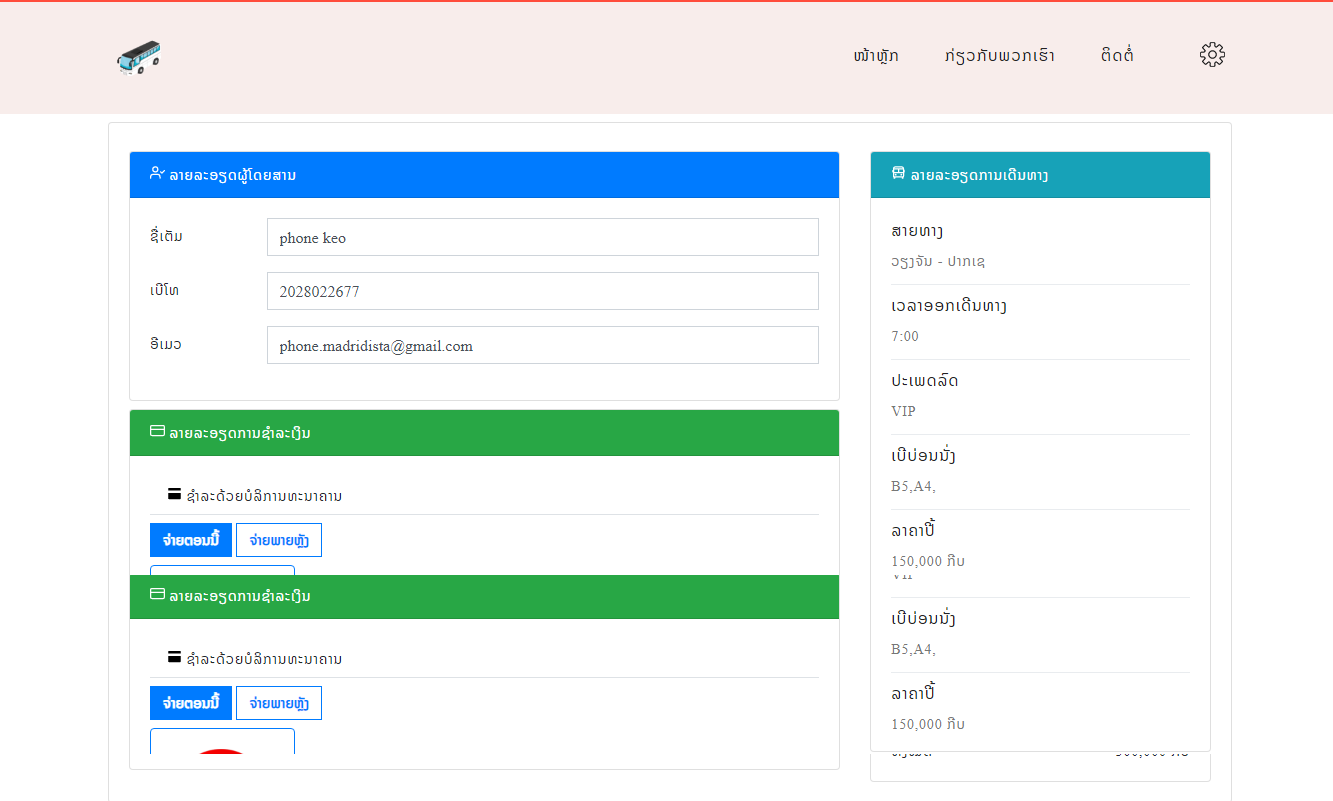 ໜ້າຫຼັກ ກ່ຽວກັບພວກເຮົາ ຕິດຕໍ່
ລາຍລະອຽດຜູ້ໂດຍສານ
ຊື່ເຕັມ phone keo
ເບີໂທ 2028022677
ອີເມວ phone.madridista@gmail.com
ລາຍລະອຽດການຊຳລະເງິນ
ຊຳລະດ້ວຍບໍລິການທະນາຄານ
ຈ່າຍຕອນນີ້ ຈ່າຍພາຍຫຼັງ
ລາຍລະອຽດການຊຳລະເງິນ
ຊຳລະດ້ວຍບໍລິການທະນາຄານ
ຈ່າຍຕອນນີ້ ຈ່າຍພາຍຫຼັງ
ລາຍລະອຽດການເດີນທາງ
ສາຍທາງ
ວຽງຈັນ - ປາກເຊ
ເວລາອອກເດີນທາງ
7:00
ປະເພດລົດ
VIP
ເບີບ່ອນນັ່ງ
B5,A4,
ລາຄາປີ້
150,000 ກີບ
ເບີບ່ອນນັ່ງ
B5,A4,
ລາຄາປີ້
150,000 ກີບ